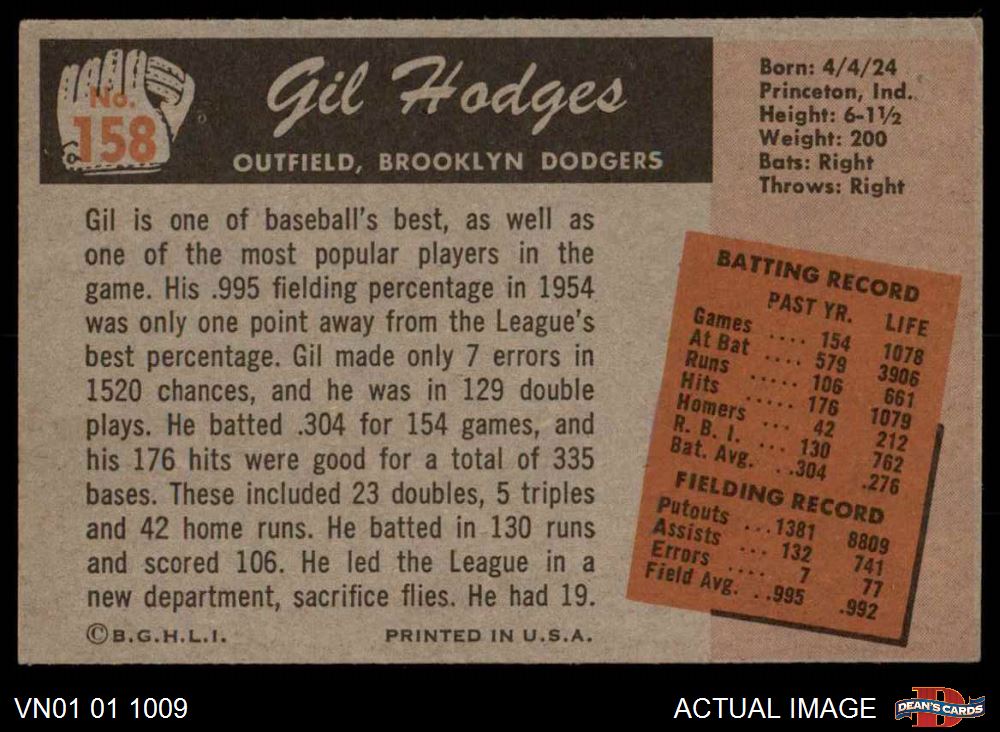 No.
158
Gil Hodges
OUTFIELD, BROOKLYN DODGERS
Born: 4/4/24
Princeton, Ind.
Height: 6-1½
Weight: 200
Bats: Right
Throws: Right
Gil is one of baseball's best, as well as
one of the most popular players in the
game. His .995 fielding percentage in 1954
was only one point away from the League's
best percentage. Gil made only 7 errors in
1520 chances, and he was in 129 double
plays. He batted .304 for 154 games, and
his 176 hits were good for a total of 335
bases. These included 23 doubles, 5 triples
and 42 home runs. He batted in 130 runs
and scored 106. He led the League in a
new department, sacrifice flies. He had 19.
©B.G.H.L.I. PRINTED IN U.S.A.
BATTING RECORD
PAST YR. LIFE
Games .... 154 1078
At Bat .... 579 3906
Runs ..... 106 661
Hits ..... 176 1079
Homers ... 42 212
R. B. I. ... 130 762
Bat. Avg. ..304 .276
FIELDING RECORD
Putouts ...1381 8809
Assists ... 132 741
Errors .... 7 77
Field Avg. ..995 .992
VN01 01 1009
ACTUAL IMAGE
DEAN'S CARDS